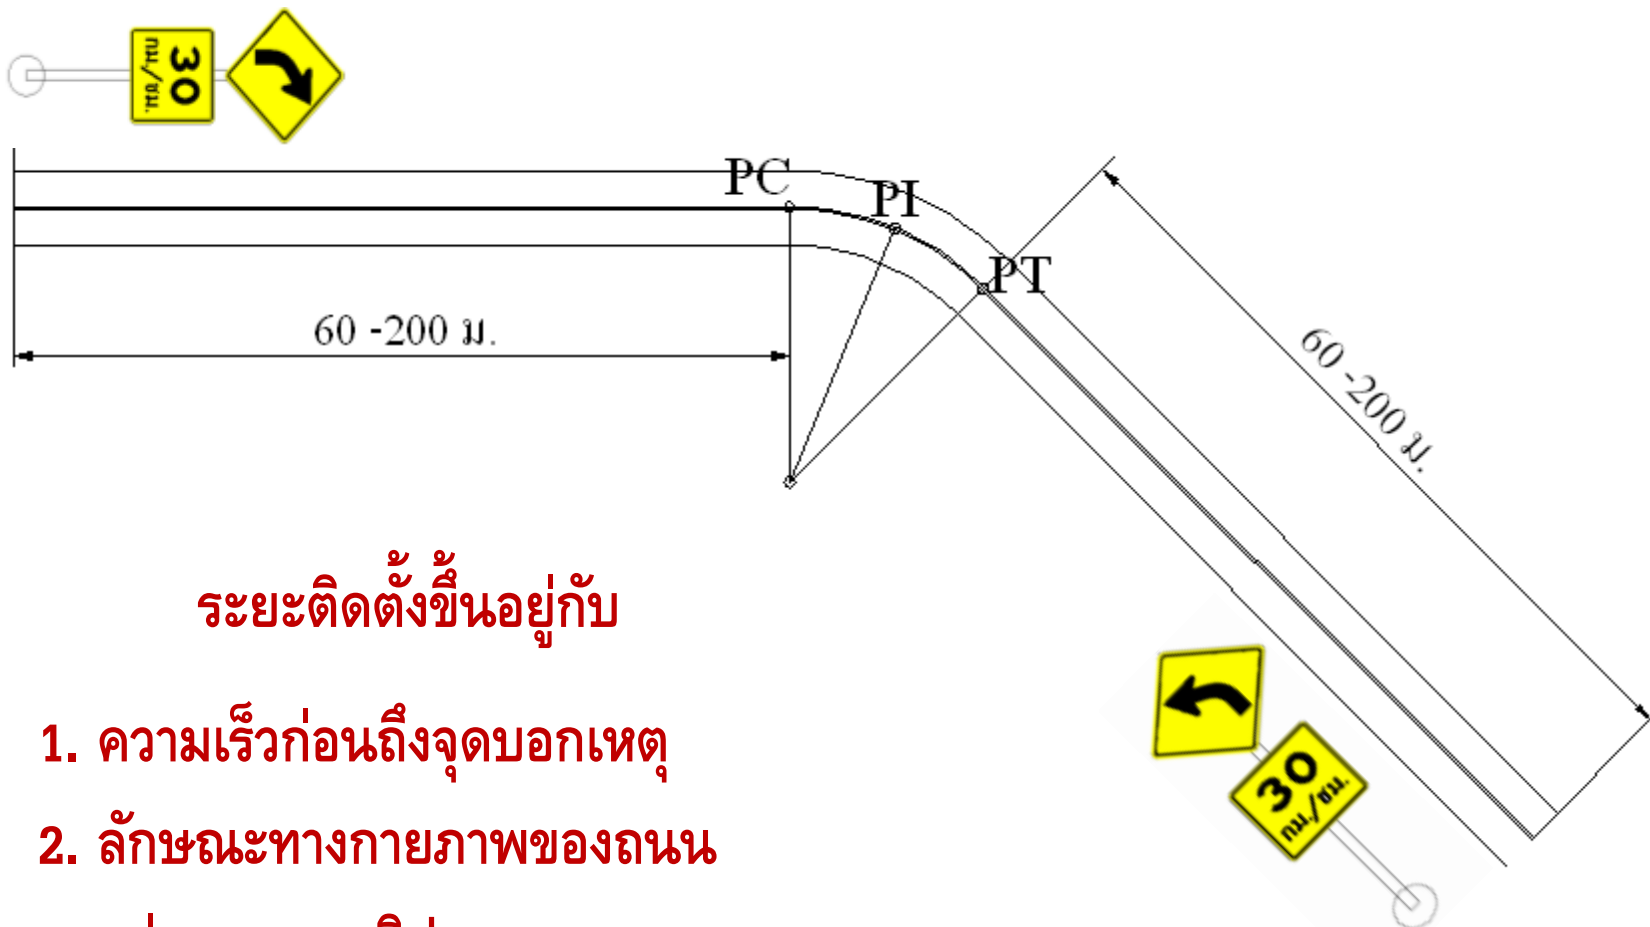 30
กม./ชม.
PC
PI
PT
60 -200 ม.
60 -200 ม.
30
กม./ชม.
ระยะติดตั้งขึ้นอยู่กับ
1. ความเร็วก่อนถึงจุดบอกเหตุ
2. ลักษณะทางกายภาพของถนน